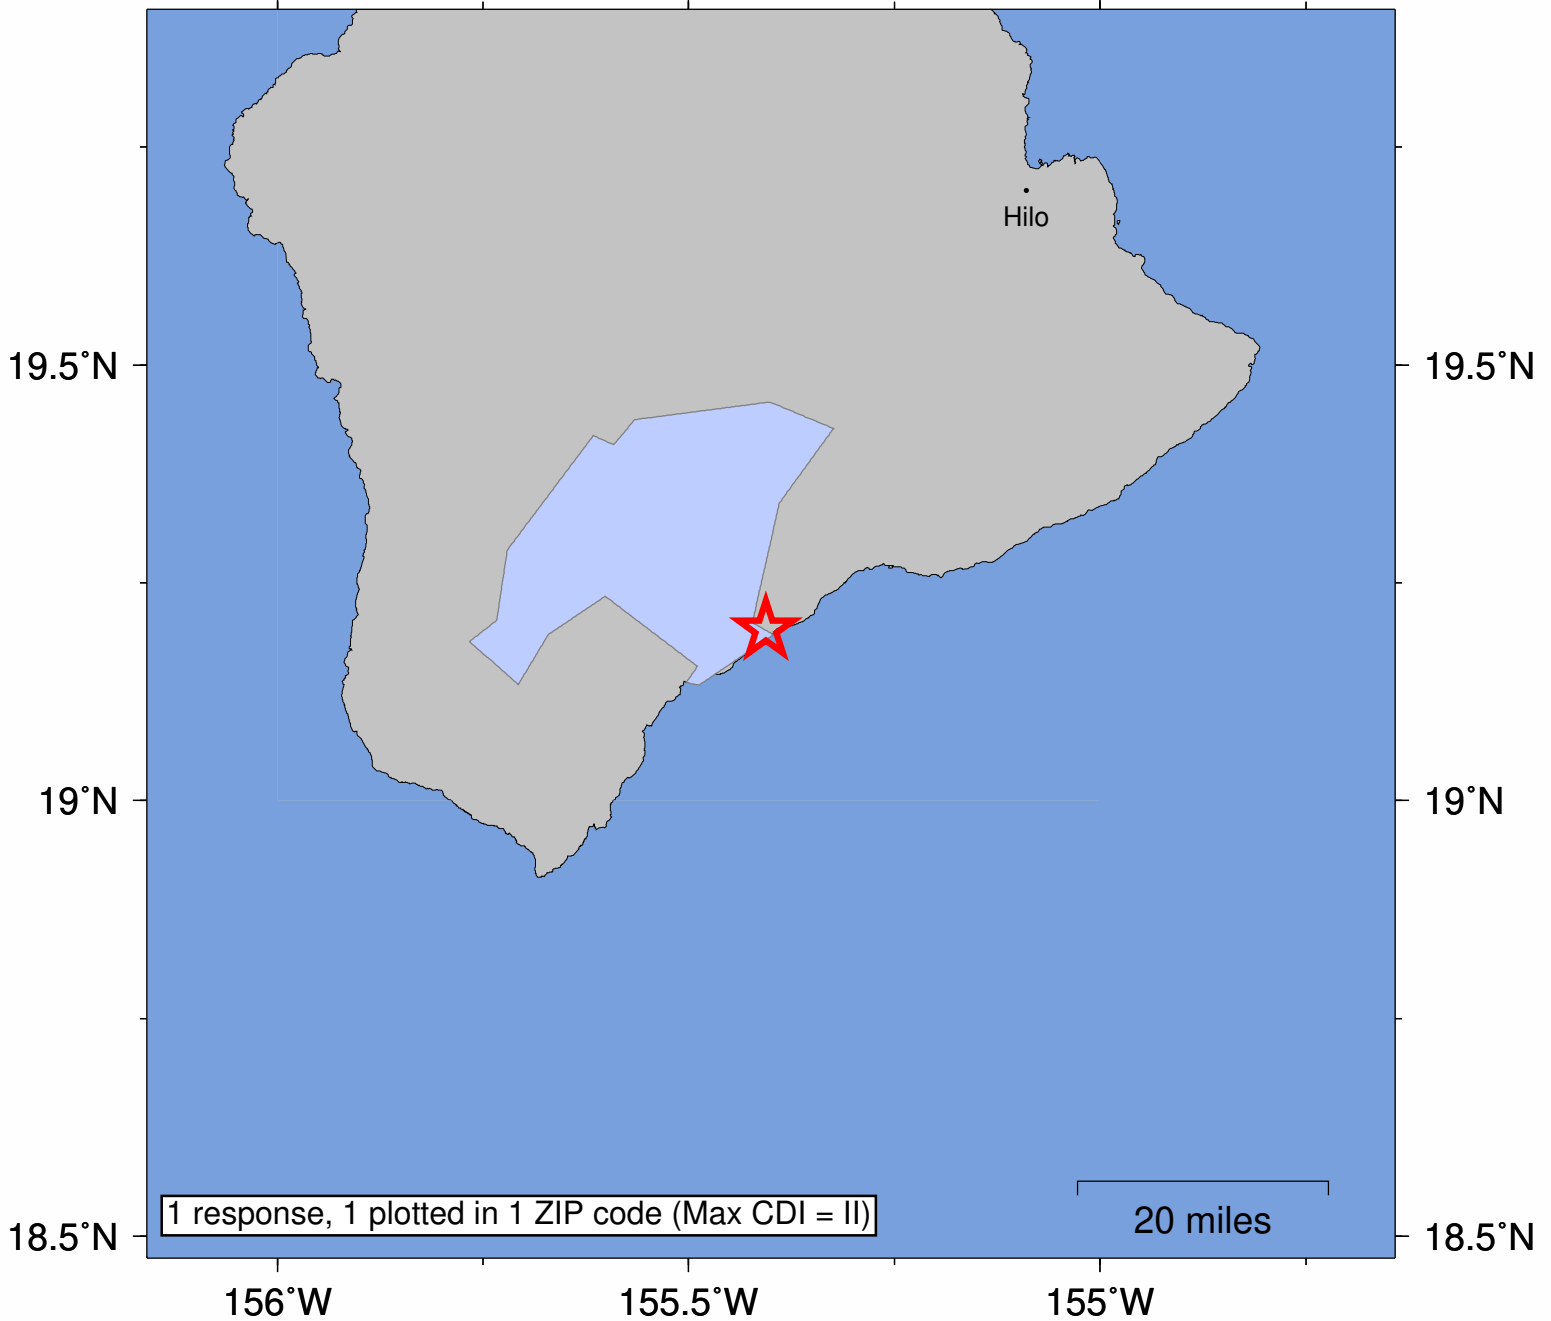 Hilo
19.5˚N
19.5˚N
19˚N
19˚N
1 response, 1 plotted in 1 ZIP code (Max CDI = II)
20 miles
18.5˚N
18.5˚N
156˚W
155.5˚W
155˚W